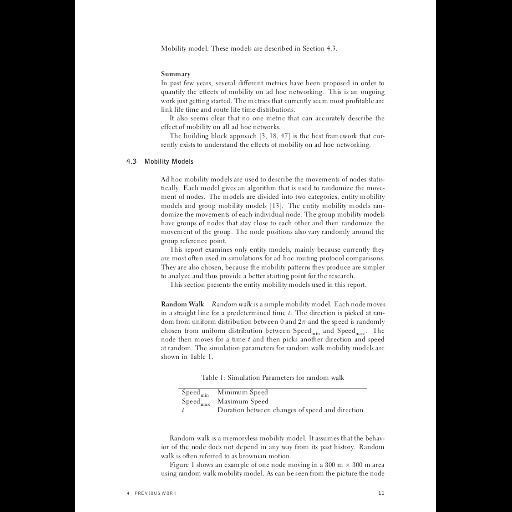 Mobility model. These models are described in Section 4.3.
Summary
In past few years, several different metrics have been proposed in order to
quantify the effects of mobility on ad hoc networking. This is an ongoing
work just getting started. The metrics that currently seem most profitable are
link life time and route life time distributions.
It also seems clear that no one metric that can accurately describe the
effect of mobility on all ad hoc networks.
The building block approach [3, 18, 47] is the best framework that cur-
rently exists to understand the effects of mobility on ad hoc networking.
4.3 Mobility Models
Ad hoc mobility models are used to describe the movements of nodes statis-
tically. Each model gives an algorithm that is used to randomize the move-
ment of nodes. The models are divided into two categories, entity mobility
models and group mobility models [13]. The entity mobility models ran-
domize the movements of each individual node. The group mobility models
have groups of nodes that stay close to each other and then randomize the
movement of the group. The node positions also vary randomly around the
group reference point.
This report examines only entity models, mainly because currently they
are most often used in simulations for ad hoc routing protocol comparisons.
They are also chosen, because the mobility patterns they produce are simpler
to analyze and thus provide a better starting point for the research.
This section presents the entity mobility models used in this report.
Random Walk Random walk is a simple mobility model. Each node moves
in a straight line for a predetermined time t. The direction is picked at ran-
dom from uniform distribution between 0 and 2π and the speed is randomly
chosen from uniform distribution between Speed_min and Speed_max. The
node then moves for a time t and then picks another direction and speed
at random. The simulation parameters for random walk mobility models are
shown in Table 1.
Table 1: Simulation Parameters for random walk
Speed_min Minimum Speed
Speed_max Maximum Speed
t Duration between changes of speed and direction
Random walk is a memoryless mobility model. It assumes that the behav-
ior of the node does not depend in any way from its past history. Random
walk is often referred to as brownian motion.
Figure 1 shows an example of one node moving in a 300 m × 300 m area
using random walk mobility model. As can be seen from the picture the node
4 PREVIOUS WORK 11